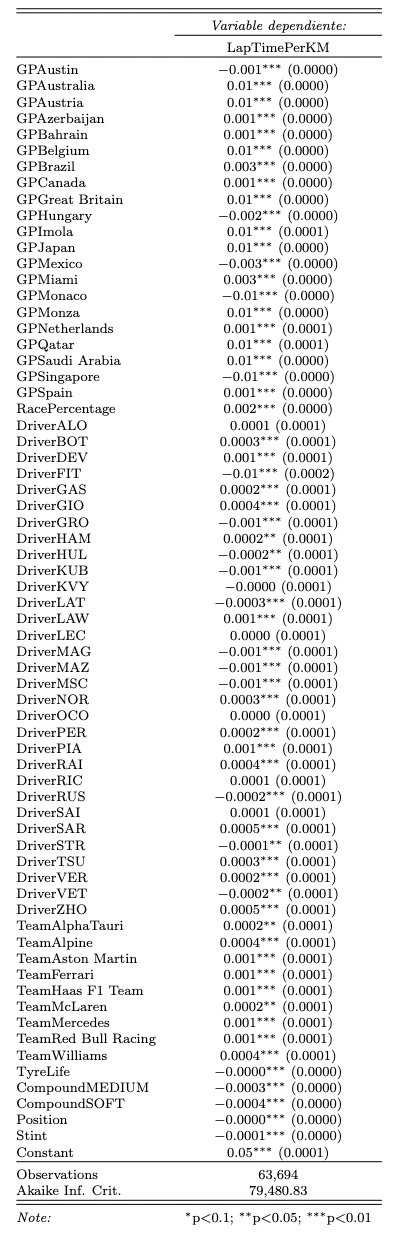 Variable dependiente:
LapTimePerKM
GPAustin −0.001*** (0.0000)
GPAustralia 0.01*** (0.0000)
GPAustria 0.01*** (0.0000)
GPAzerbaijan 0.001*** (0.0000)
GPBahrain 0.001*** (0.0000)
GPBelgium 0.01*** (0.0000)
GPBrazil 0.003*** (0.0000)
GPCanada 0.001*** (0.0000)
GPGreat Britain 0.01*** (0.0000)
GPHungary −0.002*** (0.0000)
GPImola 0.01*** (0.0001)
GPJapan 0.01*** (0.0000)
GPMexico −0.003*** (0.0000)
GPMiami 0.003*** (0.0000)
GPMonaco −0.01*** (0.0000)
GPMonza 0.01*** (0.0000)
GPNetherlands 0.001*** (0.0001)
GPQatar 0.01*** (0.0001)
GPSaudi Arabia 0.01*** (0.0000)
GPSingapore −0.01*** (0.0000)
GPSpain 0.001*** (0.0000)
RacePercentage 0.002*** (0.0000)
DriverALO 0.0001 (0.0001)
DriverBOT 0.0003*** (0.0001)
DriverDEV 0.001*** (0.0001)
DriverFIT −0.01*** (0.0002)
DriverGAS 0.0002*** (0.0001)
DriverGIO 0.0004*** (0.0001)
DriverGRO −0.001*** (0.0001)
DriverHAM 0.0002** (0.0001)
DriverHUL −0.0002** (0.0001)
DriverKUB −0.001*** (0.0001)
DriverKVY −0.0000 (0.0001)
DriverLAT −0.0003*** (0.0001)
DriverLAW 0.001*** (0.0001)
DriverLEC 0.0000 (0.0001)
DriverMAG −0.001*** (0.0001)
DriverMAZ −0.001*** (0.0001)
DriverMSC −0.001*** (0.0001)
DriverNOR 0.0003*** (0.0001)
DriverOCO 0.0000 (0.0001)
DriverPER 0.0002*** (0.0001)
DriverPIA 0.001*** (0.0001)
DriverRAI 0.0004*** (0.0001)
DriverRIC 0.0001 (0.0001)
DriverRUS −0.0002*** (0.0001)
DriverSAI 0.0001 (0.0001)
DriverSAR 0.0005*** (0.0001)
DriverSTR −0.0001** (0.0001)
DriverTSU 0.0003*** (0.0001)
DriverVER 0.0002*** (0.0001)
DriverVET −0.0002** (0.0001)
DriverZHO 0.0005*** (0.0001)
TeamAlphaTauri 0.0002** (0.0001)
TeamAlpine 0.0004*** (0.0001)
TeamAston Martin 0.001*** (0.0001)
TeamFerrari 0.001*** (0.0001)
TeamHaas F1 Team 0.001*** (0.0001)
TeamMcLaren 0.0002** (0.0001)
TeamMercedes 0.001*** (0.0001)
TeamRed Bull Racing 0.001*** (0.0001)
TeamWilliams 0.0004*** (0.0001)
TyreLife −0.0000*** (0.0000)
CompoundMEDIUM −0.0003*** (0.0000)
CompoundSOFT −0.0004*** (0.0000)
Position −0.0000*** (0.0000)
Stint −0.0001*** (0.0000)
Constant 0.05*** (0.0001)
Observations 63,694
Akaike Inf. Crit. 79,480.83
Note: *p<0.1; **p<0.05; ***p<0.01